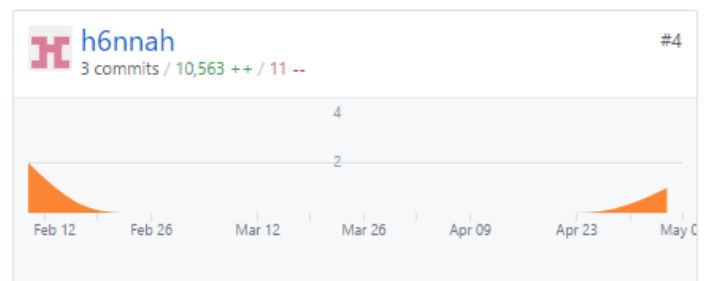 h6nnah
#4
3 commits / 10,563 ++ / 11 --
4
2
Feb 12 Feb 26 Mar 12 Mar 26 Apr 09 Apr 23 May